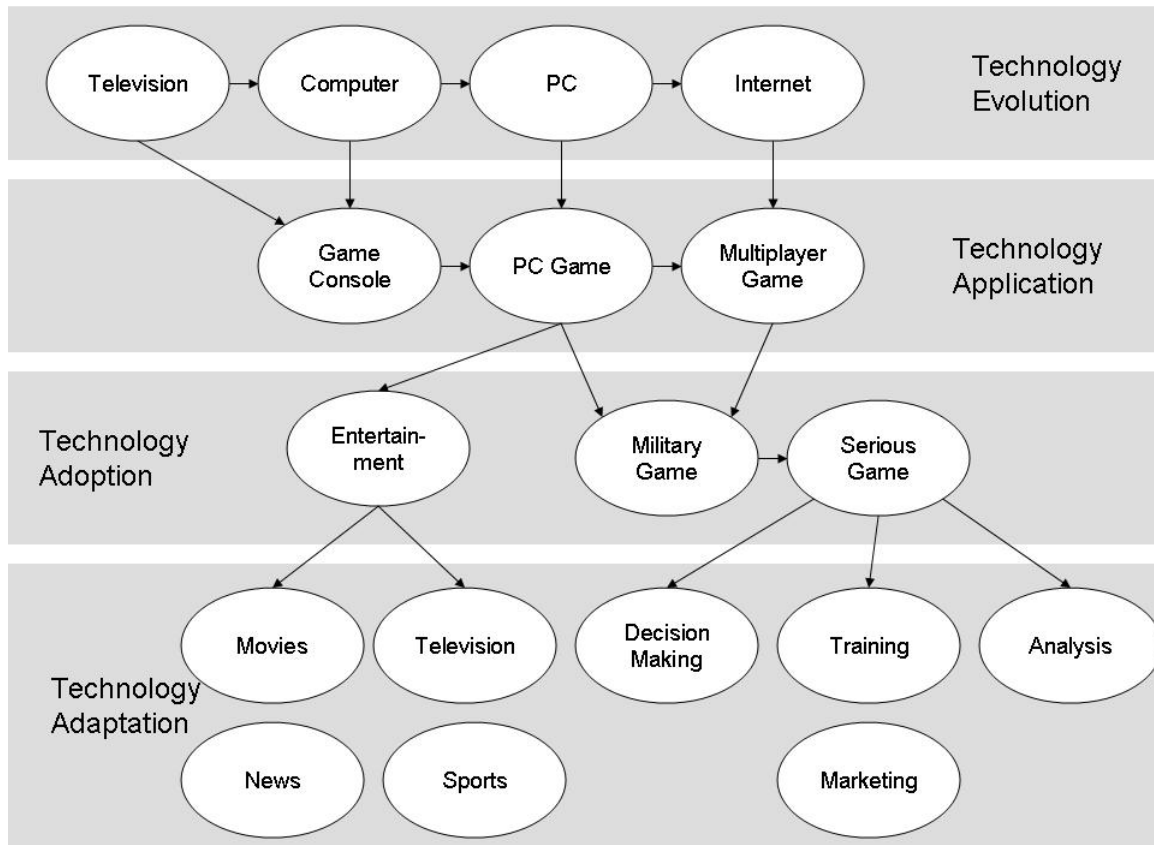 Television
Computer
PC
Internet
Technology
Evolution
Game
Console
PC Game
Multiplayer
Game
Technology
Application
Technology
Adoption
Entertain-
ment
Military
Game
Serious
Game
Movies
Television
Decision
Making
Training
Analysis
Technology
Adaptation
News
Sports
Marketing